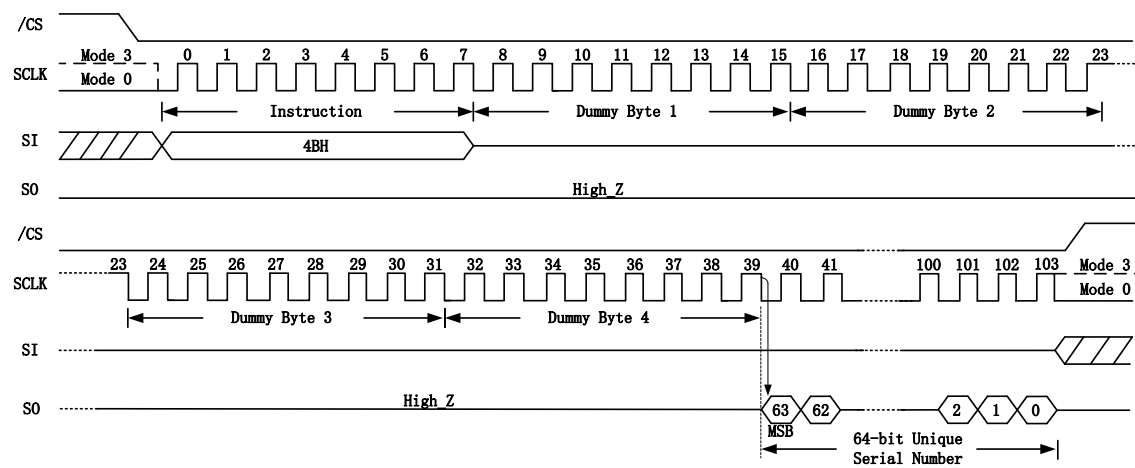 /CS
0 1 2 3 4 5 6 7 8 9 10 11 12 13 14 15 16 17 18 19 20 21 22 23
Mode 3
SCLK
Mode 0
Instruction Dummy Byte 1 Dummy Byte 2
SI
4BH
SO
High_Z
/CS
23 24 25 26 27 28 29 30 31 32 33 34 35 36 37 38 39 40 41 100 101 102 103
Mode 3
SCLK
Mode 0
Dummy Byte 3 Dummy Byte 4
SI
High_Z
SO
63 62 2 1 0
MSB
64-bit Unique
Serial Number